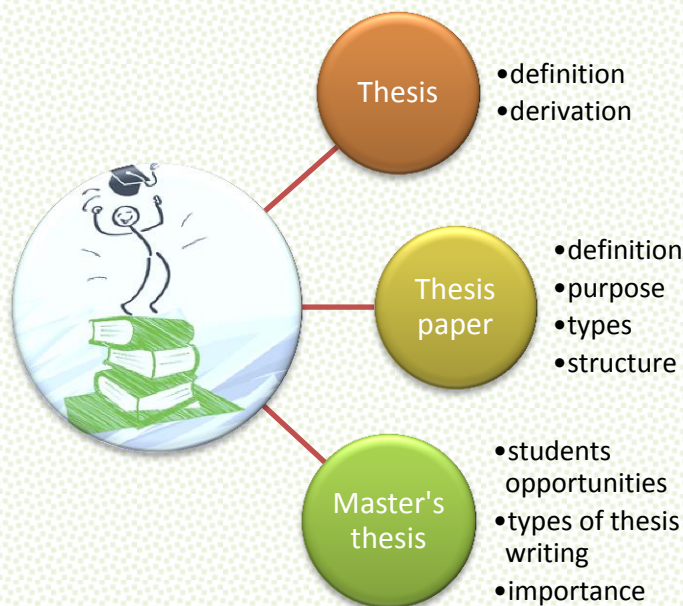 Thesis
•definition
•derivation
Thesis
paper
•definition
•purpose
•types
•structure
Master's
thesis
•students
opportunities
•types of thesis
writing
•importance